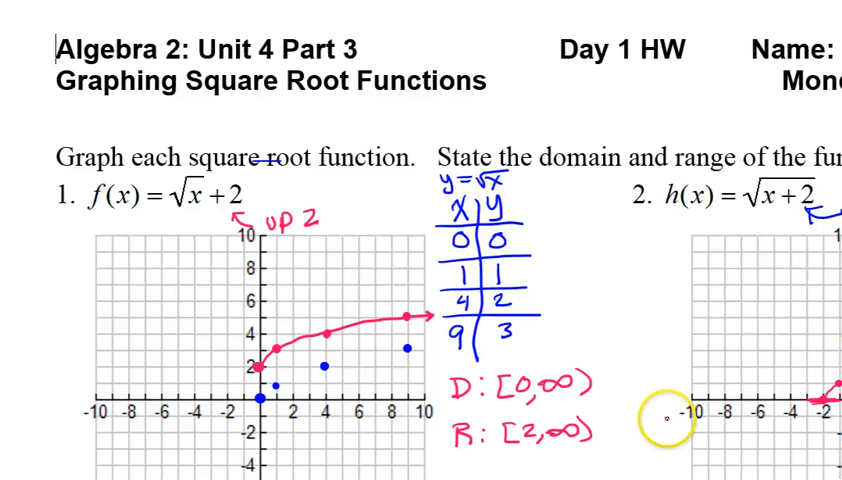 Algebra 2: Unit 4 Part 3 Day 1 HW Name:
Graphing Square Root Functions Mon
Graph each square root function. State the domain and range of the fu
1. f(x) = √x + 2
up 2
y = √x
x y
0 0
1 1
4 2
9 3
D: [0,∞)
R: [2,∞)
10
8
6
4
2
-10 -8 -6 -4 -2 2 4 6 8 10
-2
-4
2. h(x) = √(x + 2)
1
-10 -8 -6 -4 -2